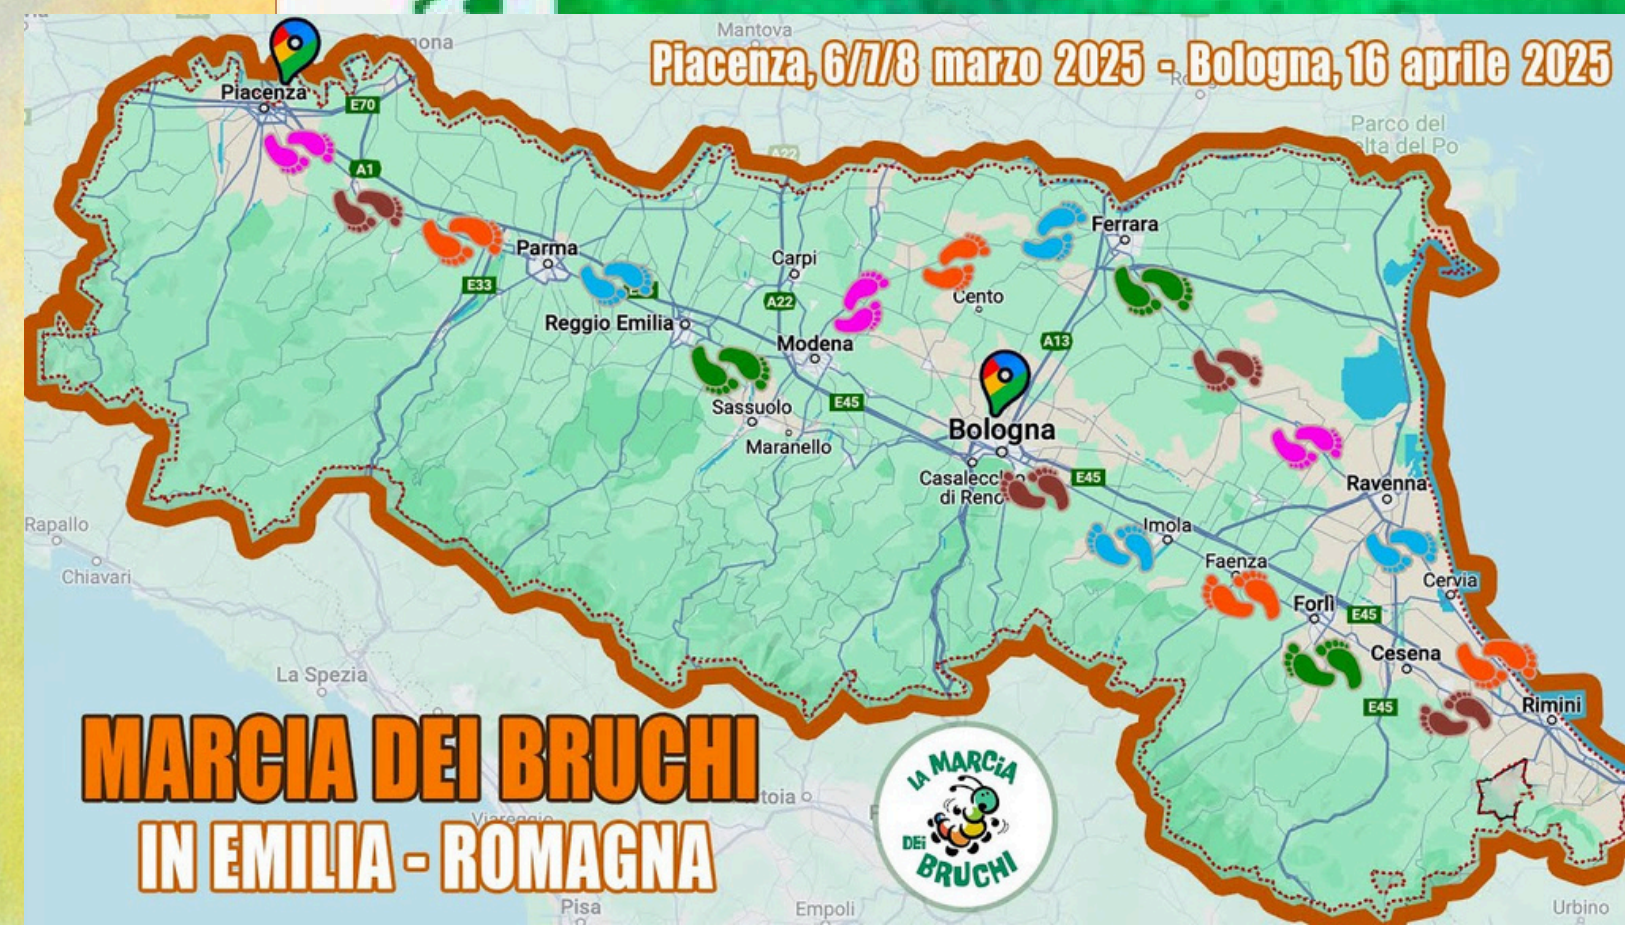 Mantova
Piacenza, 6/7/8 marzo 2025 - Bologna, 16 aprile 2025
Piacenza
E70
Parco del
A22
A1
Ferrara
Parma
Carpi
E33
Cento
A22
Reggio Emilia
Modena
A13
Sassuolo
E45
Maranello
Bologna
E45
Ravenna
di Reno
Imola
Rapallo
Faenza
Chiavari
Cervia
Forlì
E45
Cesena
La Spezia
E45
Rimini
MARCIA DEI BRUCHI
IN EMILIA - ROMAGNA
LA MARCiA
DEi
BRUCHI
Viareggio
Pisa
Empoli
Urbino